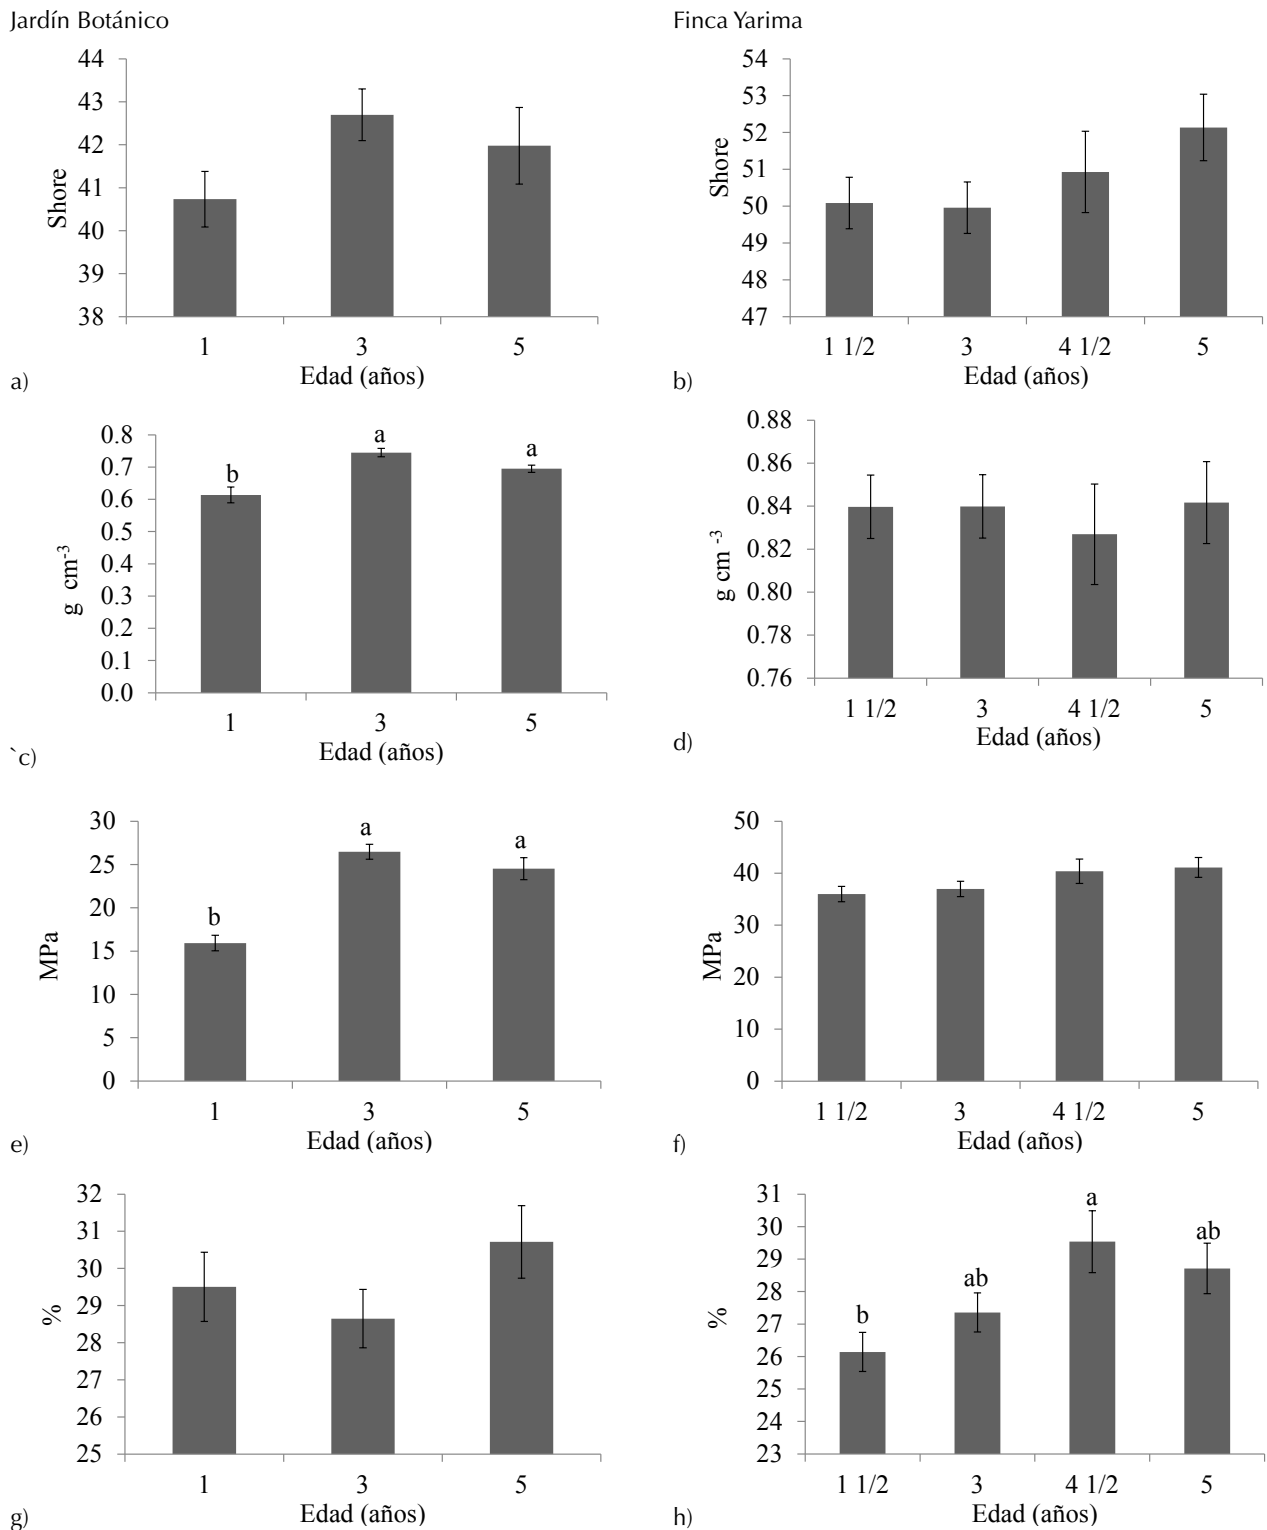 Jardín Botánico
Finca Yarima
44
43
42
41
40
39
38
Shore
1 3 5
Edad (años)
a)
54
53
52
51
50
49
48
47
Shore
1 1/2 3 4 1/2 5
Edad (años)
b)
0.8
0.7
0.6
0.5
0.4
0.3
0.2
0.1
0.0
g cm-3
b a a
1 3 5
Edad (años)
`c)
0.88
0.86
0.84
0.82
0.80
0.78
0.76
g cm -3
1 1/2 3 4 1/2 5
Edad (años)
d)
30
25
20
15
10
5
0
MPa
b a a
1 3 5
Edad (años)
e)
50
40
30
20
10
0
MPa
1 1/2 3 4 1/2 5
Edad (años)
f)
32
31
30
29
28
27
26
25
%
1 3 5
Edad (años)
g)
31
30
29
28
27
26
25
24
23
%
b ab a ab
1 1/2 3 4 1/2 5
Edad (años)
h)